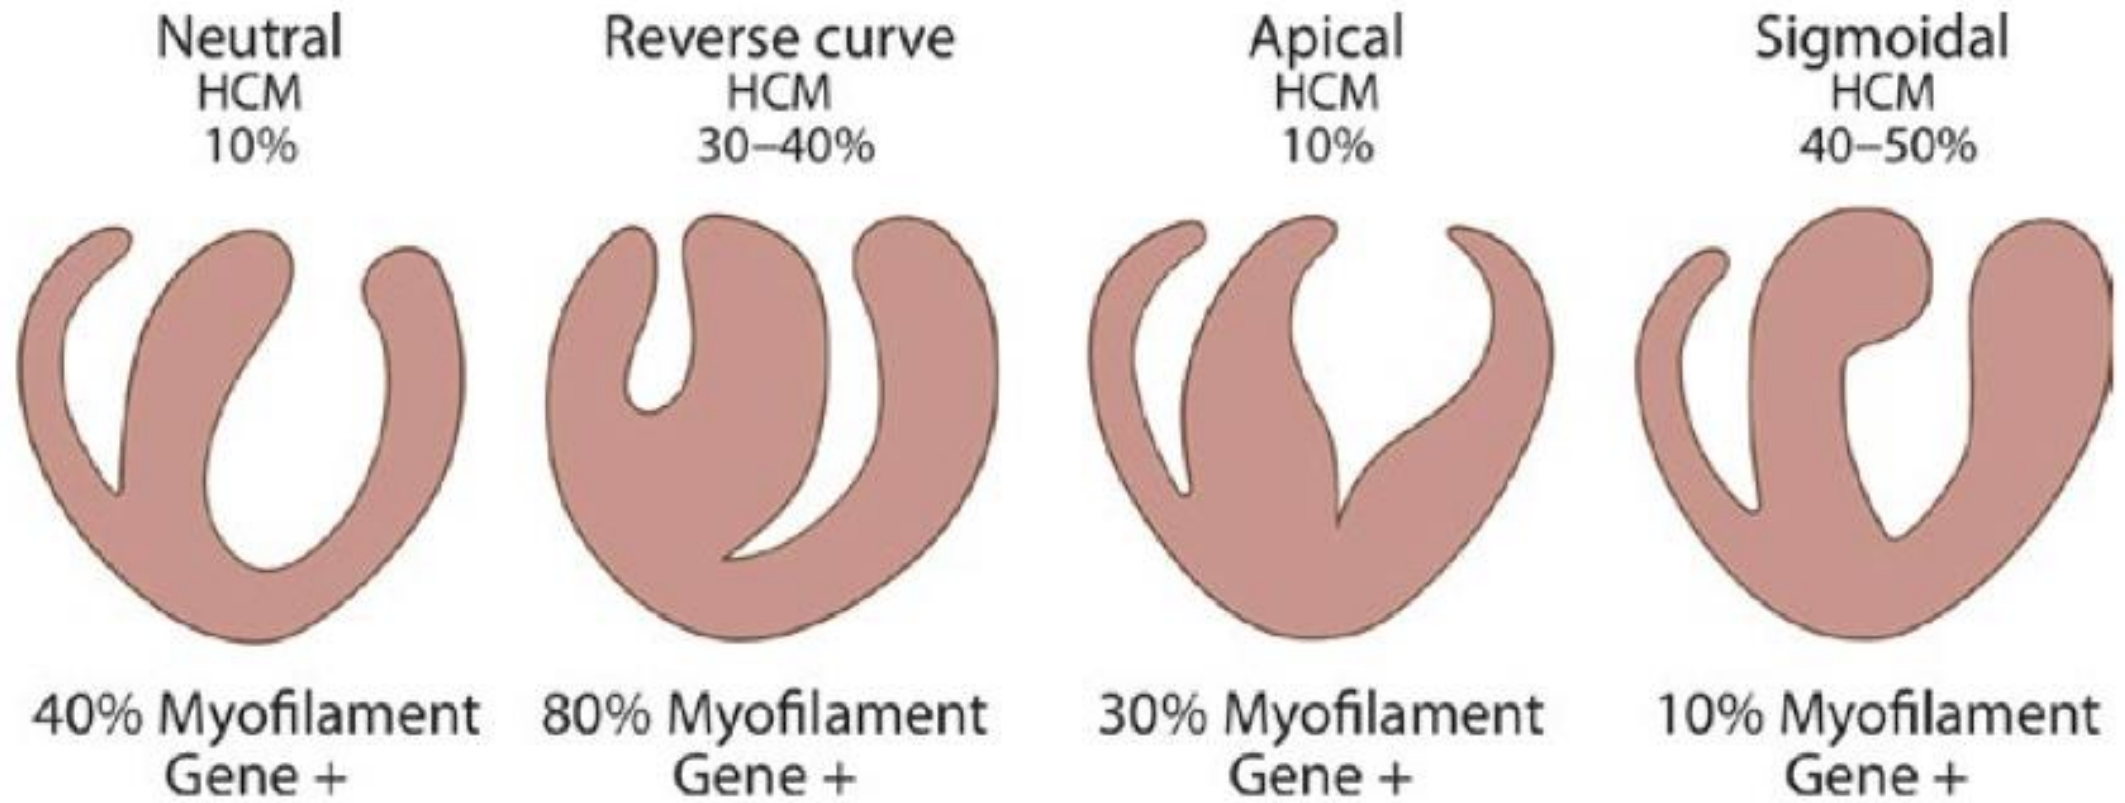 Neutral
HCM
10%
Reverse curve
HCM
30–40%
Apical
HCM
10%
Sigmoidal
HCM
40–50%
40% Myofilament
Gene +
80% Myofilament
Gene +
30% Myofilament
Gene +
10% Myofilament
Gene +